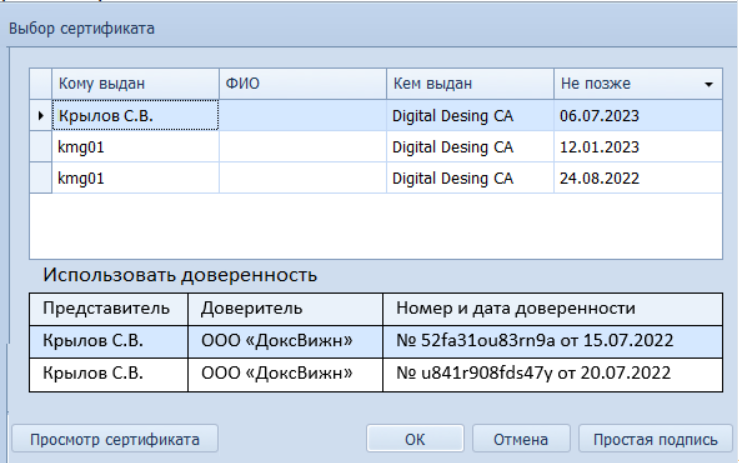 Выбор сертификата
Кому выдан ФИО Кем выдан Не позже
Крылов С.В. Digital Desing CA 06.07.2023
kmg01 Digital Desing CA 12.01.2023
kmg01 Digital Desing CA 24.08.2022
Использовать доверенность
Представитель Доверитель Номер и дата доверенности
Крылов С.В. ООО «ДоксВижн» № 52fa31ou83rn9a от 15.07.2022
Крылов С.В. ООО «ДоксВижн» № u841r908fds47y от 20.07.2022
Просмотр сертификата ОК Отмена Простая подпись